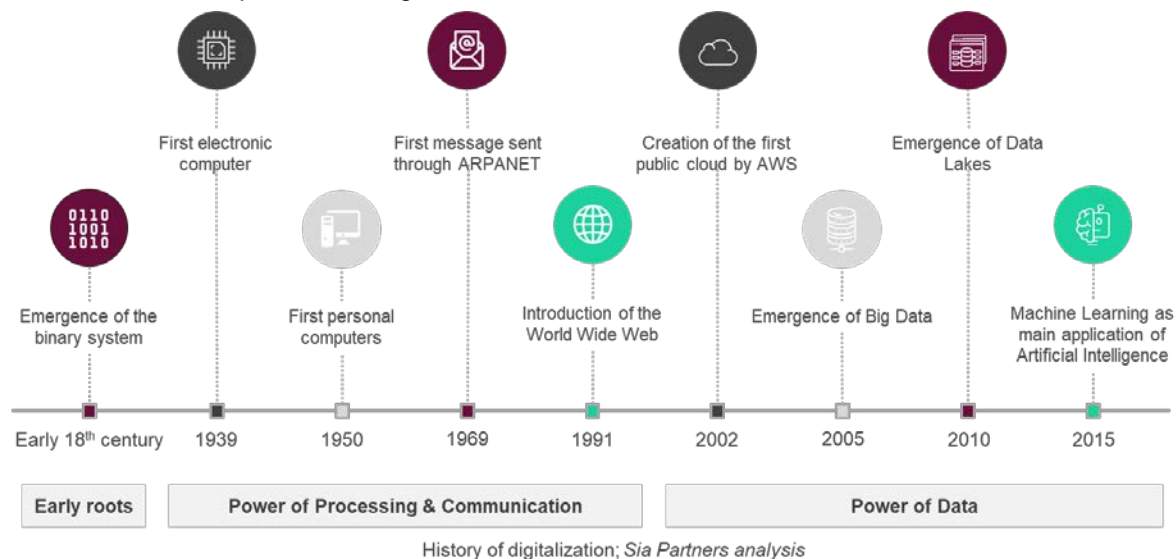 First electronic
computer
First message sent
through ARPANET
Creation of the first
public cloud by AWS
Emergence of Data
Lakes
0110
1001
1010
Emergence of the
binary system
First personal
computers
Introduction of the
World Wide Web
Emergence of Big Data
Machine Learning as
main application of
Artificial Intelligence
Early 18th century
1939
1950
1969
1991
2002
2005
2010
2015
Early roots
Power of Processing & Communication
Power of Data
History of digitalization; Sia Partners analysis